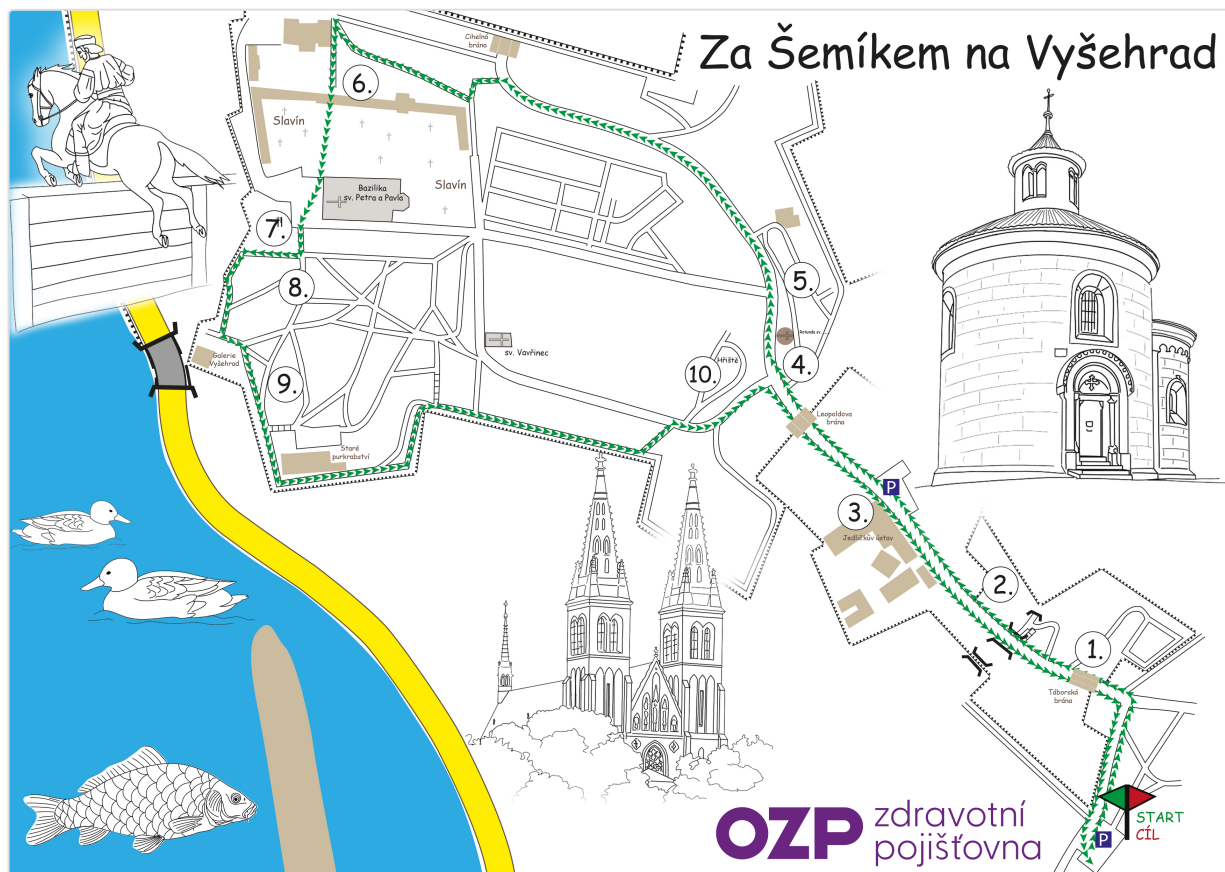 Za Šemíkem na Vyšehrad
Cihelná
brána
6.
Slavín
Slavín
Bazilika
sv. Petra a Pavla
7.
8.
5.
Rotunda sv.
sv. Vavřinec
Galerie
Vyšehrad
Hřiště
10.
4.
9.
Leopoldova
brána
Staré
purkrabství
P
3.
Jedličkův ústav
2.
1.
Táborská
brána
START
CÍL
P
OZP zdravotní
pojišťovna